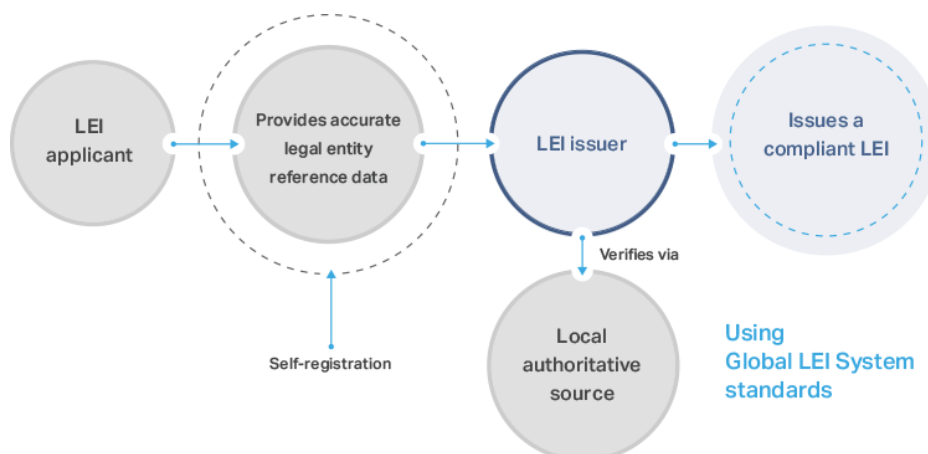 LEI
applicant
Provides accurate
legal entity
reference data
LEI issuer
Issues a
compliant LEI
Verifies via
Self-registration
Local
authoritative
source
Using
Global LEI System
standards